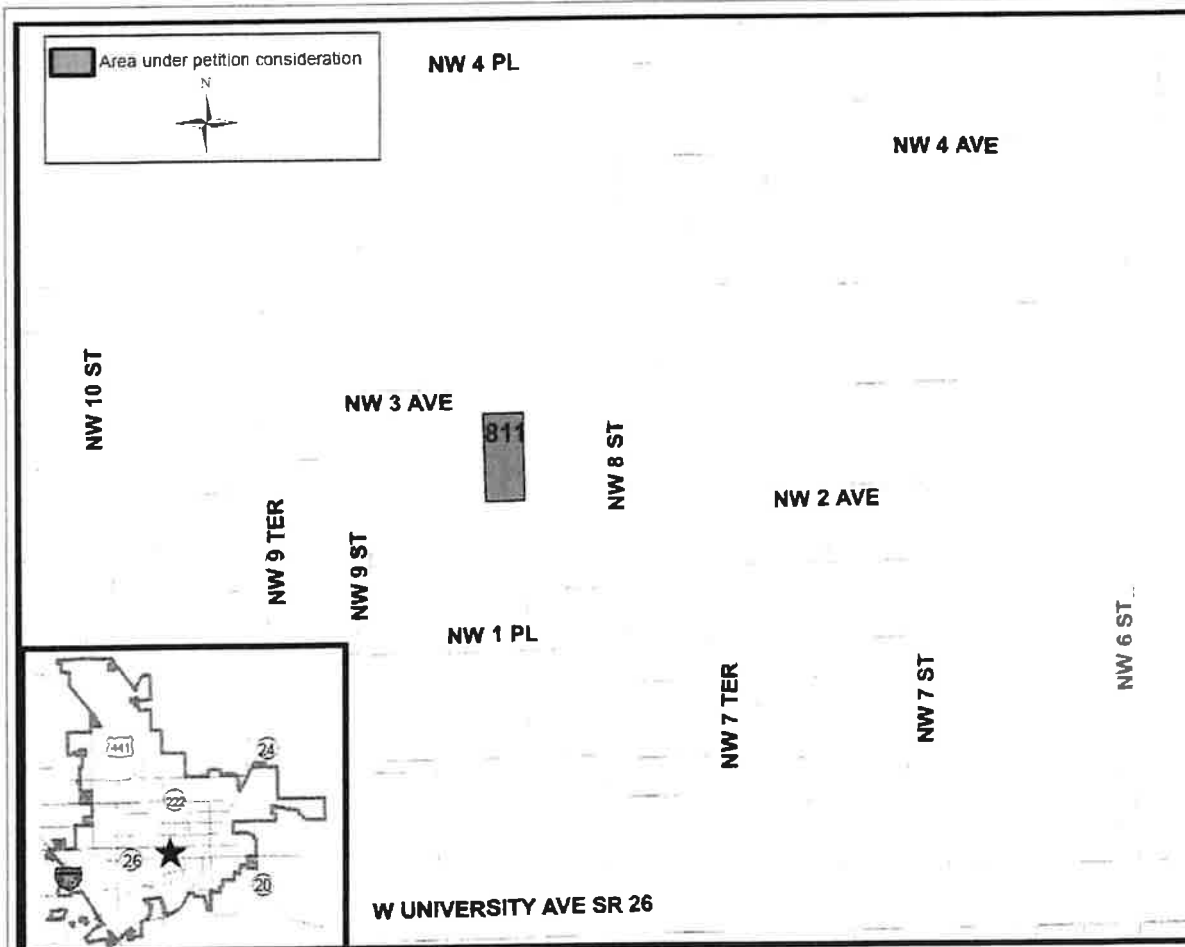 Area under petition consideration
N
NW 4 PL
NW 4 AVE
NW 10 ST
NW 3 AVE
811
NW 8 ST
NW 2 AVE
NW 9 TER
NW 9 ST
NW 1 PL
NW 6 ST
NW 7 TER
NW 7 ST
441
24
222
26
20
W UNIVERSITY AVE SR 26